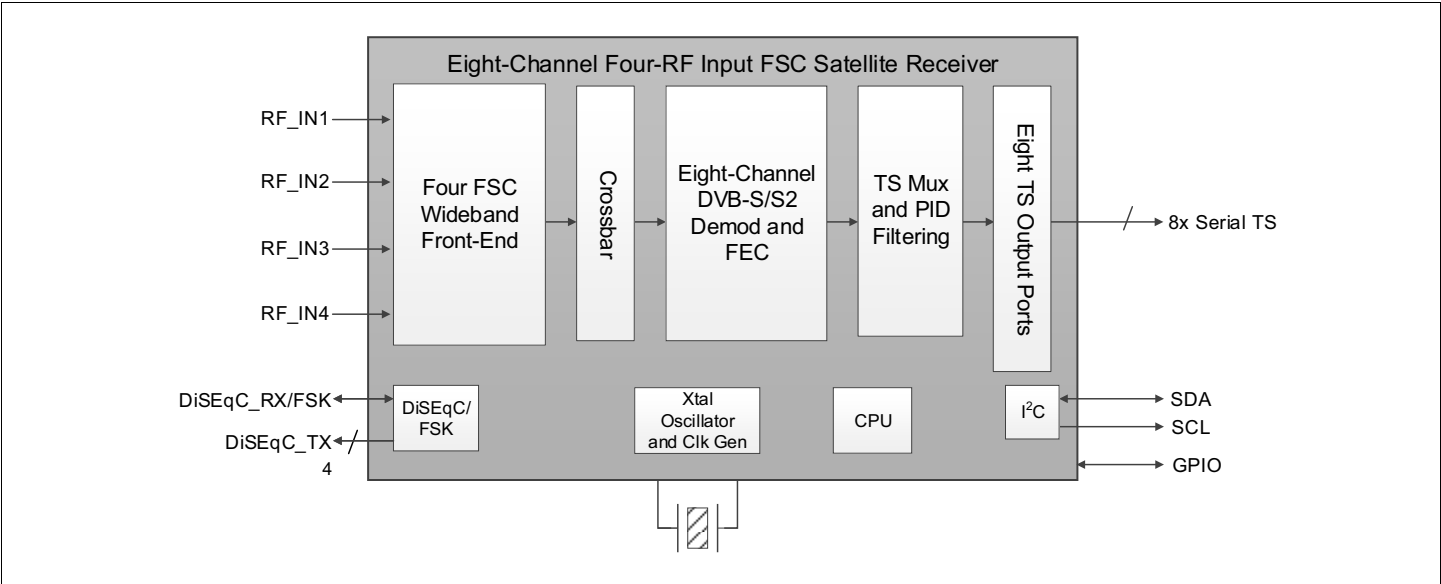 Eight-Channel Four-RF Input FSC Satellite Receiver
RF_IN1
RF_IN2
RF_IN3
RF_IN4
Four FSC
Wideband
Front-End
Crossbar
Eight-Channel
DVB-S/S2
Demod and
FEC
TS Mux
and PID
Filtering
Eight TS Output Ports
8x Serial TS
DiSEqC_RX/FSK
DiSEqC_TX
4
DiSEqC/
FSK
Xtal
Oscillator
and Clk Gen
CPU
I²C
SDA
SCL
GPIO